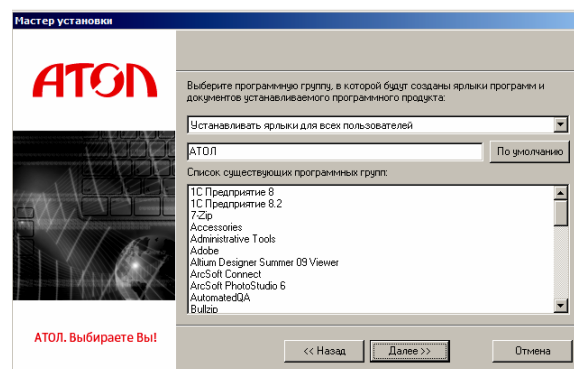 Мастер установки
АТОЛ
Выберите программную группу, в которой будут созданы ярлыки программ и
документов устанавливаемого программного продукта:
Устанавливать ярлыки для всех пользователей
АТОЛ
По умолчанию
Список существующих программных групп:
1С Предприятие 8
1С Предприятие 8.2
7-Zip
Accessories
Administrative Tools
Adobe
Altium Designer Summer 09 Viewer
ArcSoft Connect
ArcSoft PhotoStudio 6
AutomatedQA
Bullzip
АТОЛ. Выбираете Вы!
<< Назад
Далее >>
Отмена